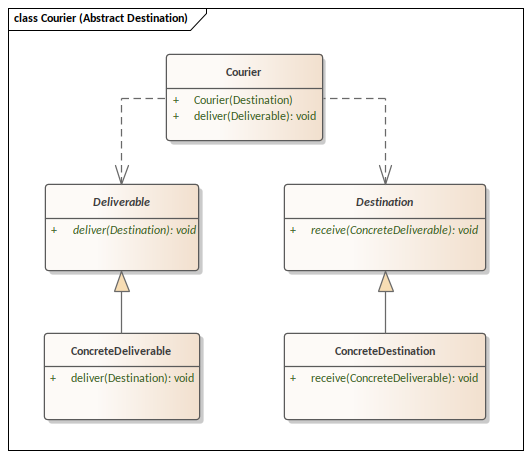 class Courier (Abstract Destination)
Courier
+ Courier(Destination)
+ deliver(Deliverable): void
Deliverable
+ deliver(Destination): void
Destination
+ receive(ConcreteDeliverable): void
ConcreteDeliverable
+ deliver(Destination): void
ConcreteDestination
+ receive(ConcreteDeliverable): void